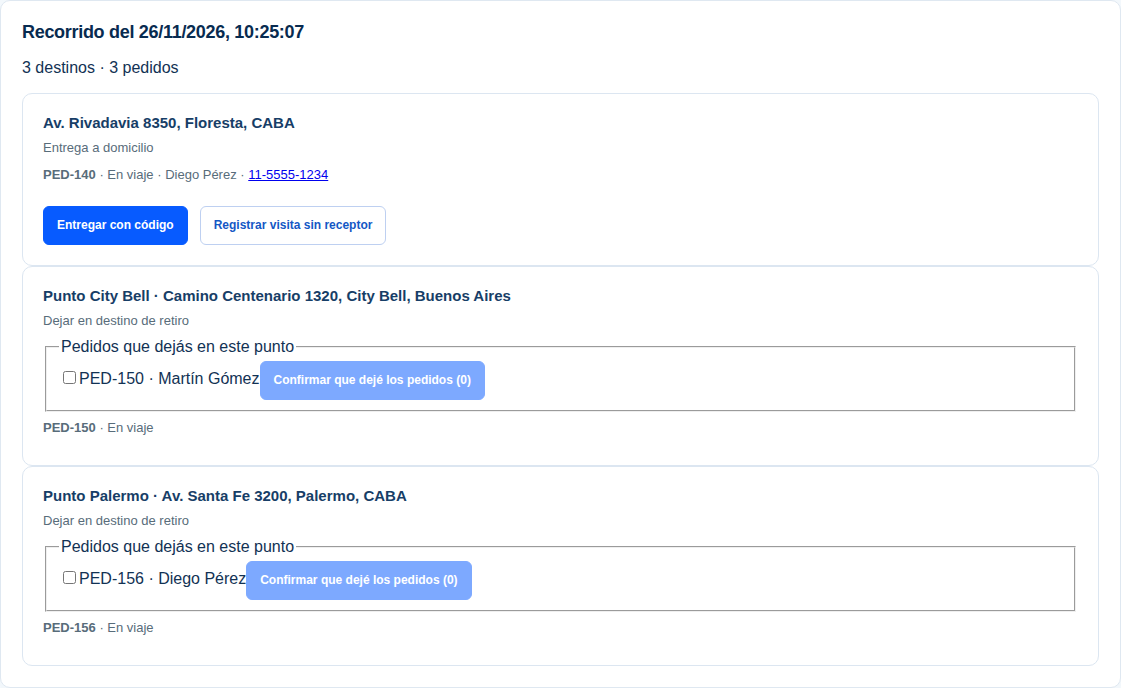 Recorrido del 26/11/2026, 10:25:07
3 destinos · 3 pedidos
Av. Rivadavia 8350, Floresta, CABA
Entrega a domicilio
PED-140 · En viaje · Diego Pérez · 11-5555-1234
Entregar con código Registrar visita sin receptor
Punto City Bell · Camino Centenario 1320, City Bell, Buenos Aires
Dejar en destino de retiro
Pedidos que dejás en este punto
PED-150 · Martín Gómez Confirmar que dejé los pedidos (0)
PED-150 · En viaje
Punto Palermo · Av. Santa Fe 3200, Palermo, CABA
Dejar en destino de retiro
Pedidos que dejás en este punto
PED-156 · Diego Pérez Confirmar que dejé los pedidos (0)
PED-156 · En viaje